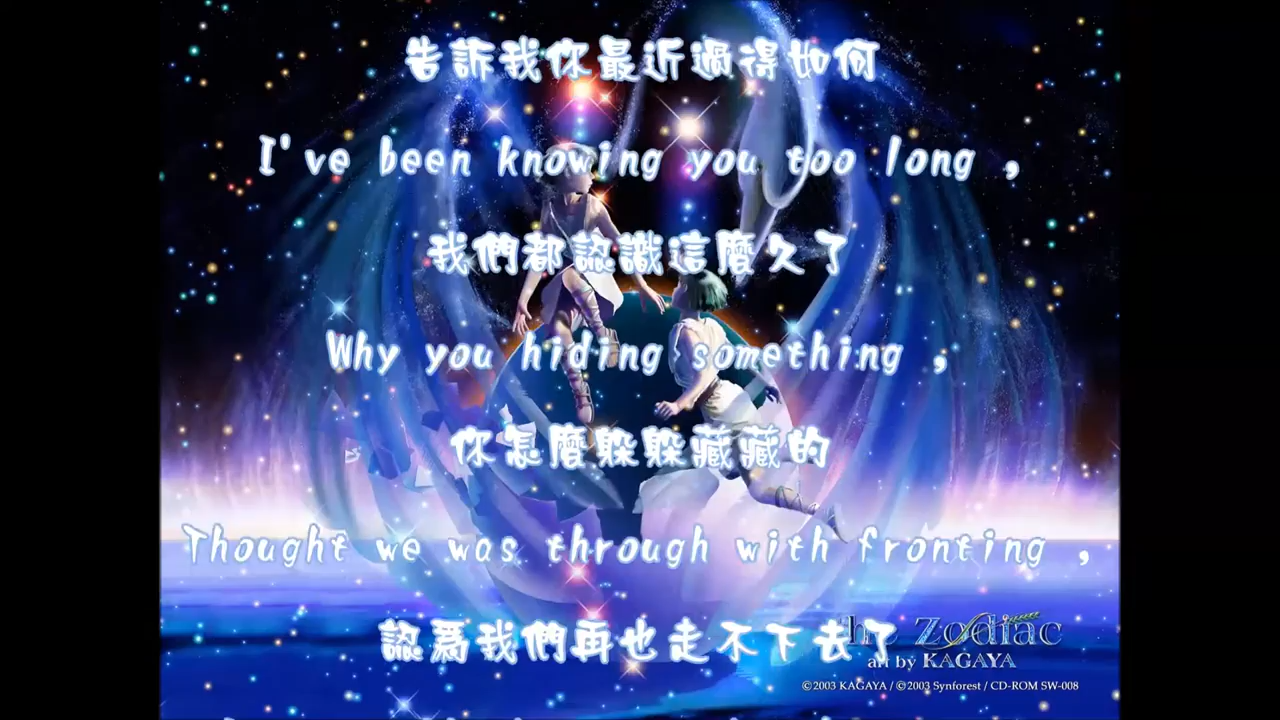 告訴我你最近過得如何
I've been knowing you too long ,
我們都認識這麼久了
Why you hiding something ,
你怎麼躲躲藏藏的
Thought we was through with fronting ,
認為我們再也走不下去了
The Zodiac
art by KAGAYA
©2003 KAGAYA / ©2003 Synforest / CD-ROM SW-008